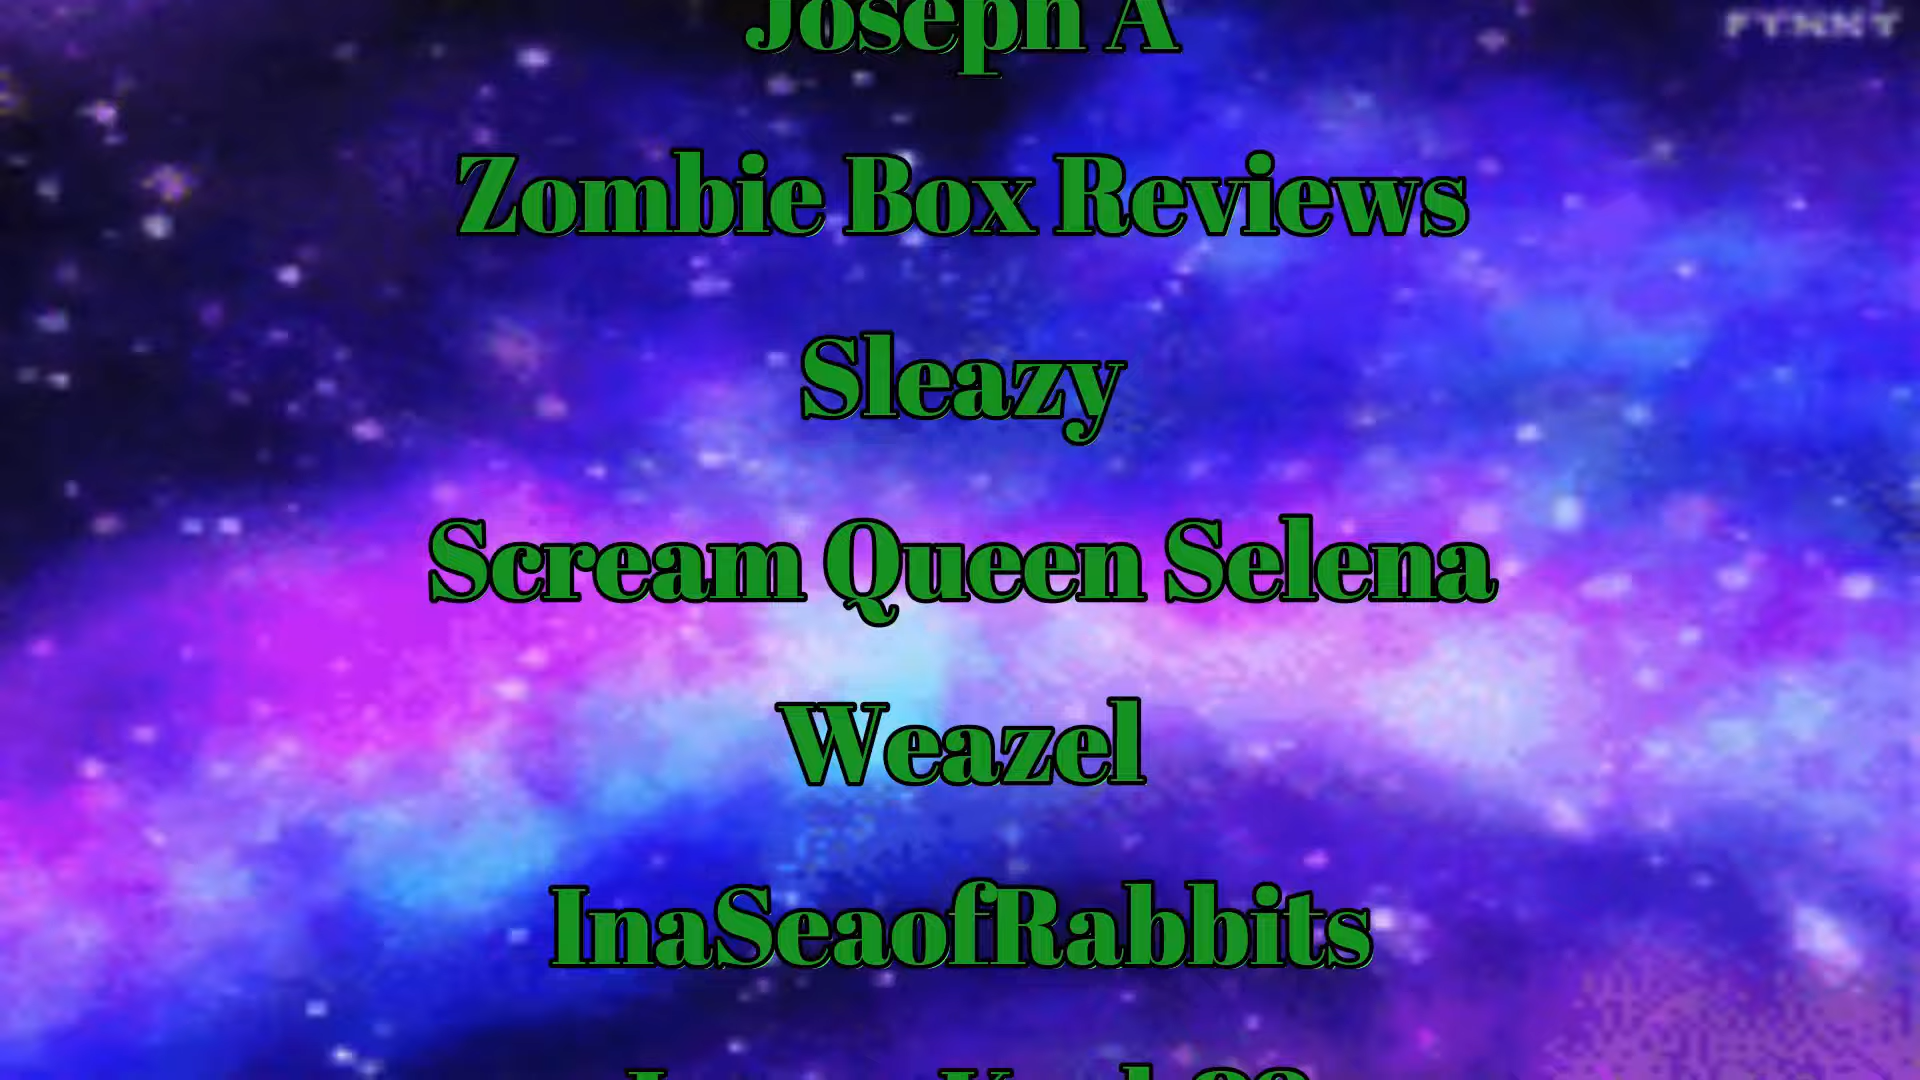 Joseph A
Zombie Box Reviews
Sleazy
Scream Queen Selena
Weazel
InaSeaofRabbits